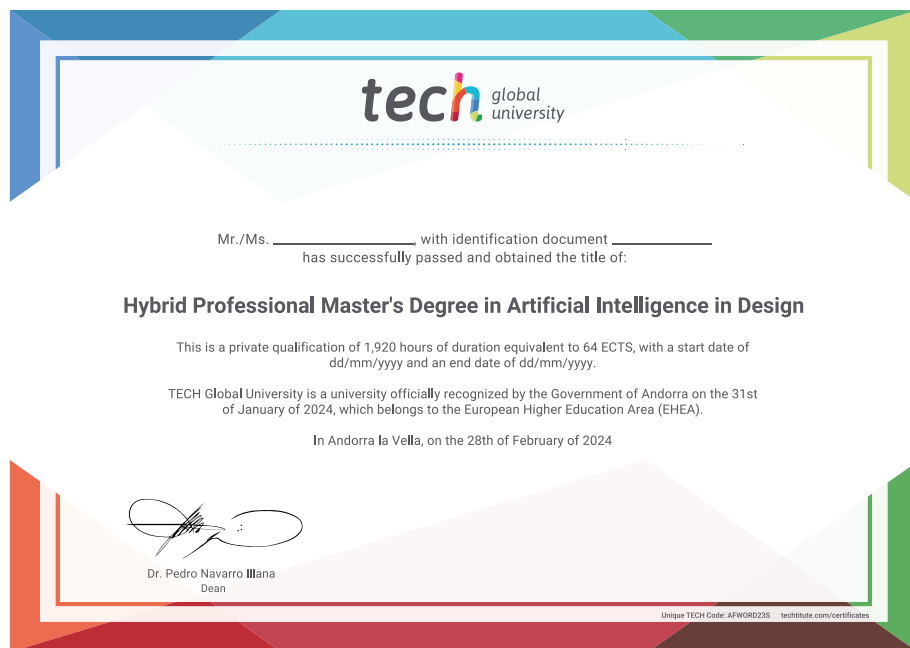 tech global
university
Mr./Ms. ____________, with identification document ____________
has successfully passed and obtained the title of:
Hybrid Professional Master's Degree in Artificial Intelligence in Design
This is a private qualification of 1,920 hours of duration equivalent to 64 ECTS, with a start date of
dd/mm/yyyy and an end date of dd/mm/yyyy.
TECH Global University is a university officially recognized by the Government of Andorra on the 31st
of January of 2024, which belongs to the European Higher Education Area (EHEA).
In Andorra la Vella, on the 28th of February of 2024
Dr. Pedro Navarro Illana
Dean
Unique TECH Code: AFWORD23S techtitute.com/certificates